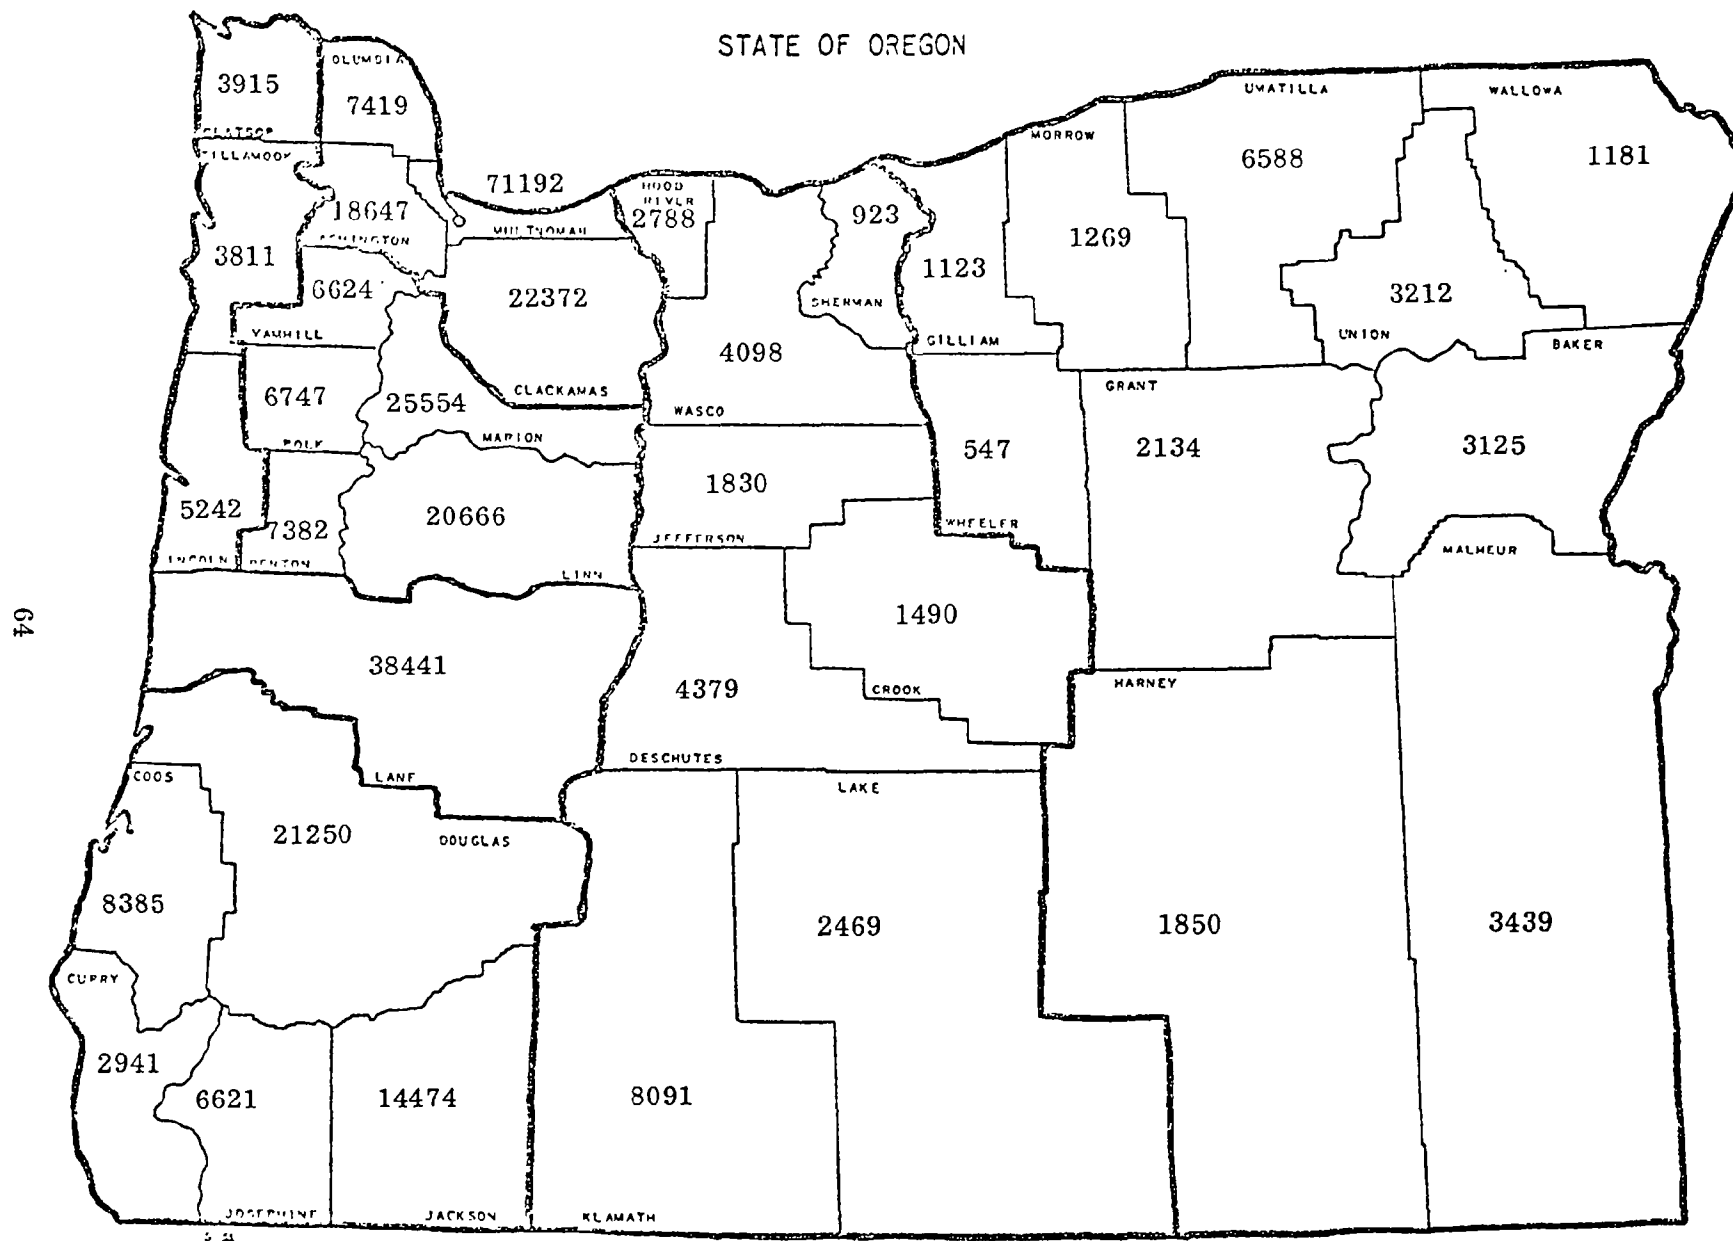 STATE OF OREGON
OLUMBIA
3915
7419
CLATSOP
TILLAMOOK
UMATILLA
WALLOWA
MORROW
6588
1181
71192
HOOD
RIVER
2788
18647
923
1269
MULTNOMAH
3811
1123
6624
22372
SHERMAN
3212
YAMHILL
4098
GILLIAM
UNION
BAKER
6747
25554
CLACKAMAS
WASCO
GRANT
POLK
MARION
547
2134
3125
1830
5242
7382
20666
WHEELER
JEFFERSON
MALHEUR
INCOLN
BENTON
LINN
64
1490
38441
4379
CROOK
HARNEY
DESCHUTES
COOS
LANE
LAKE
21250
DOUGLAS
8385
2469
1850
3439
CURRY
2941
6621
14474
8091
JOSEPHINE
JACKSON
KLAMATH